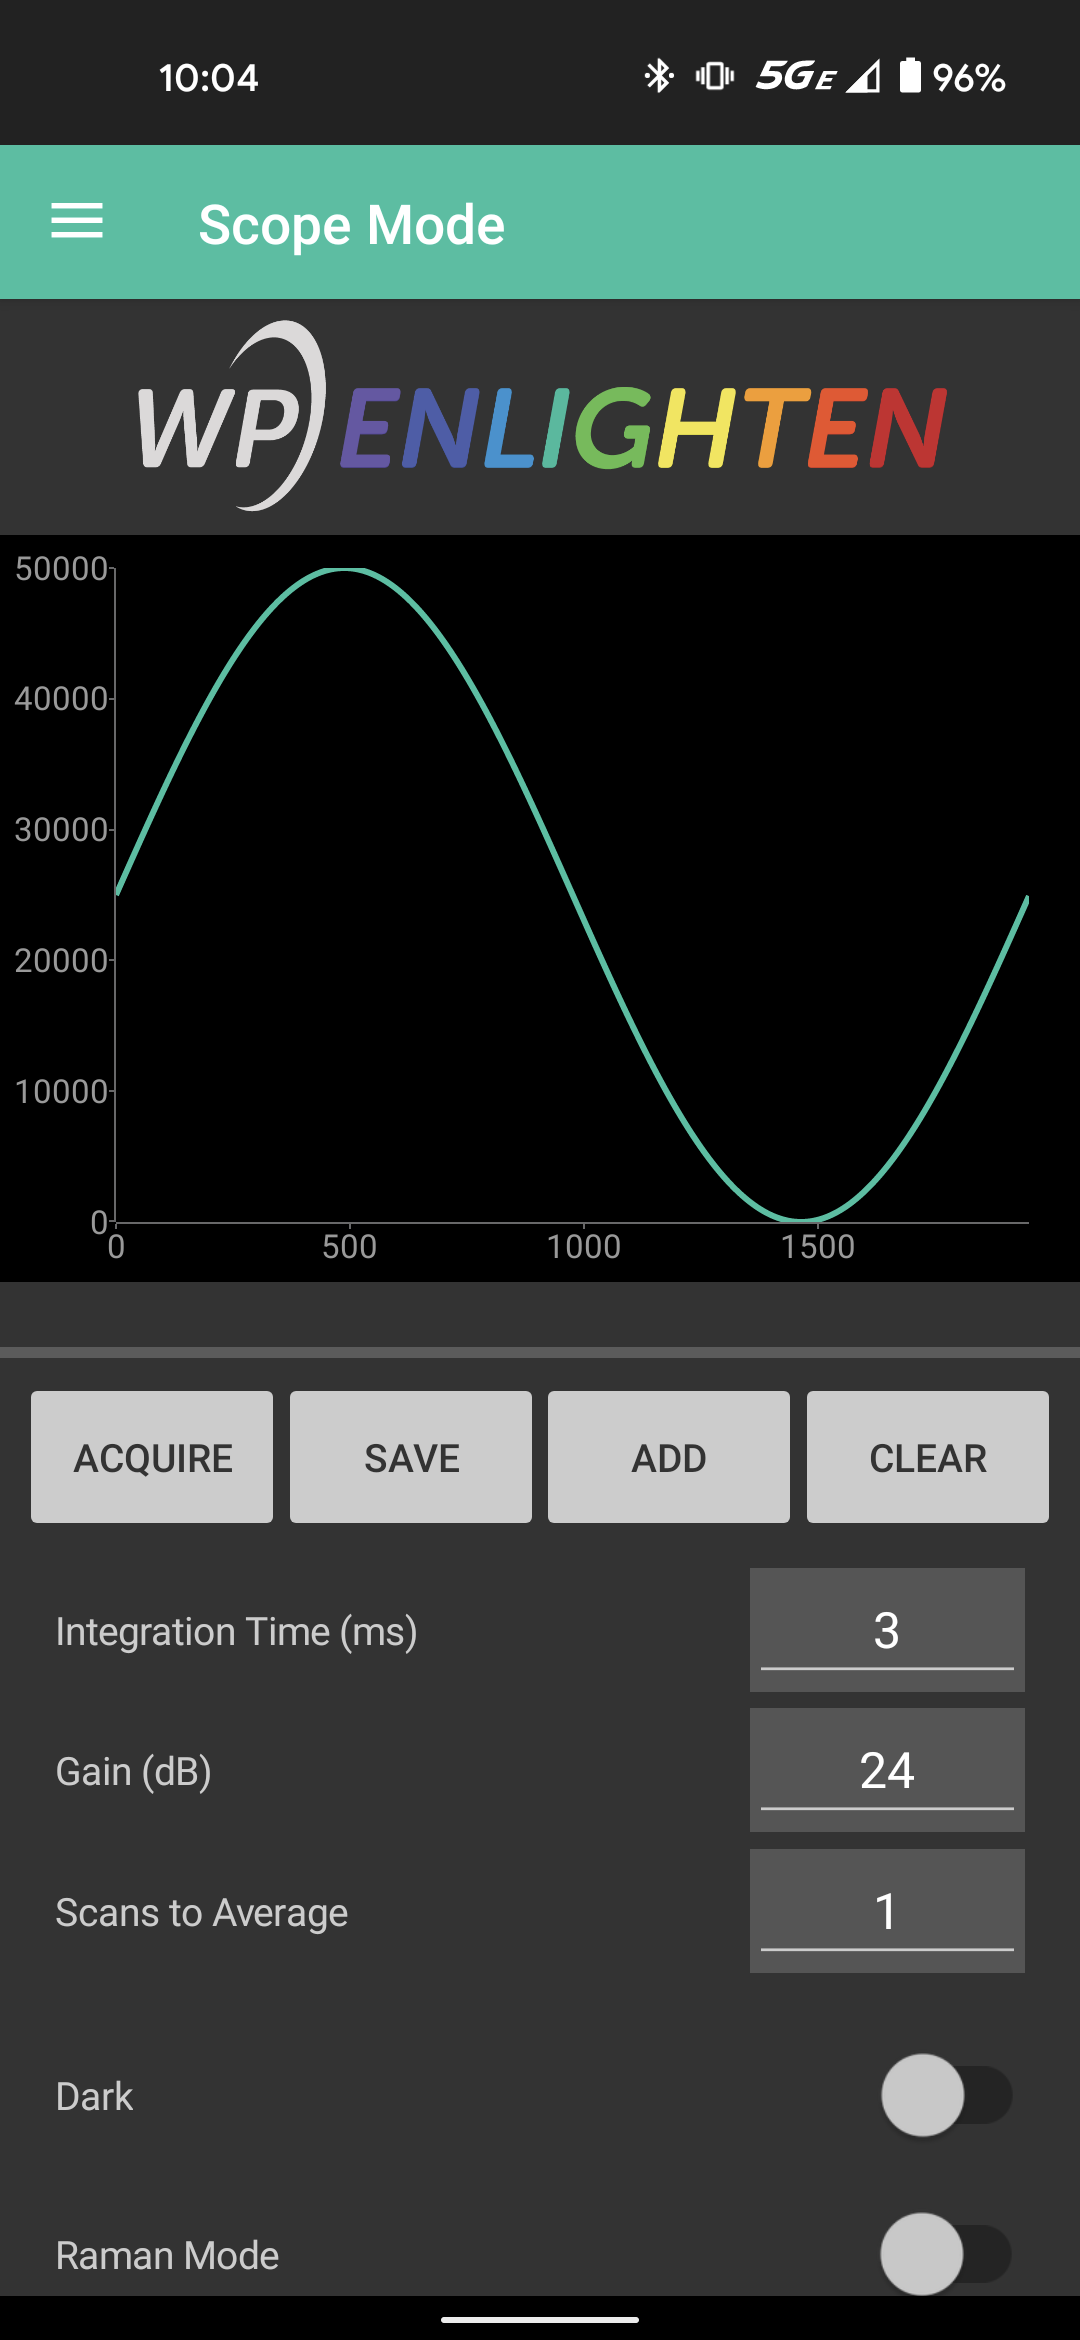 10:04 5GE 96%
Scope Mode
WP ENLIGHTEN
50000
40000
30000
20000
10000
0
0 500 1000 1500
ACQUIRE SAVE ADD CLEAR
Integration Time (ms) 3
Gain (dB) 24
Scans to Average 1
Dark
Raman Mode